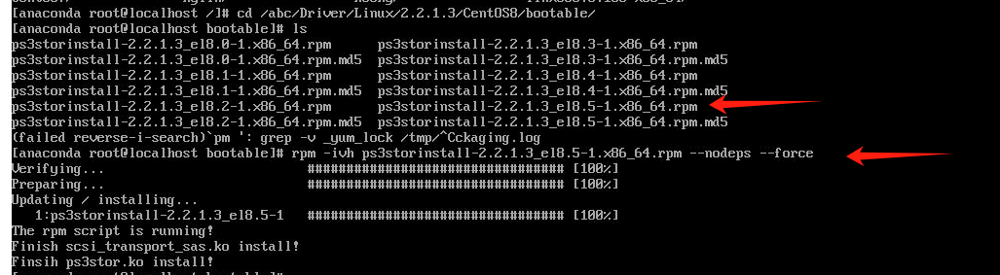 [anaconda root@localhost /]# cd /abc/Driver/Linux/2.2.1.3/CentOS8/bootable/
[anaconda root@localhost bootable]# ls
ps3storinstall-2.2.1.3_el8.0-1.x86_64.rpm ps3storinstall-2.2.1.3_el8.3-1.x86_64.rpm
ps3storinstall-2.2.1.3_el8.0-1.x86_64.rpm.md5 ps3storinstall-2.2.1.3_el8.3-1.x86_64.rpm.md5
ps3storinstall-2.2.1.3_el8.1-1.x86_64.rpm ps3storinstall-2.2.1.3_el8.4-1.x86_64.rpm
ps3storinstall-2.2.1.3_el8.1-1.x86_64.rpm.md5 ps3storinstall-2.2.1.3_el8.4-1.x86_64.rpm.md5
ps3storinstall-2.2.1.3_el8.2-1.x86_64.rpm ps3storinstall-2.2.1.3_el8.5-1.x86_64.rpm
ps3storinstall-2.2.1.3_el8.2-1.x86_64.rpm.md5 ps3storinstall-2.2.1.3_el8.5-1.x86_64.rpm.md5
(failed reverse-i-search)`pm ': grep -v _yum_lock /tmp/^Cckaging.log
[anaconda root@localhost bootable]# rpm -ivh ps3storinstall-2.2.1.3_el8.5-1.x86_64.rpm --nodeps --force
Verifying... ################################# [100%]
Preparing... ################################# [100%]
Updating / installing...
1:ps3storinstall-2.2.1.3_el8.5-1 ################################# [100%]
The rpm script is running!
Finish scsi_transport_sas.ko install!
Finsih ps3stor.ko install!